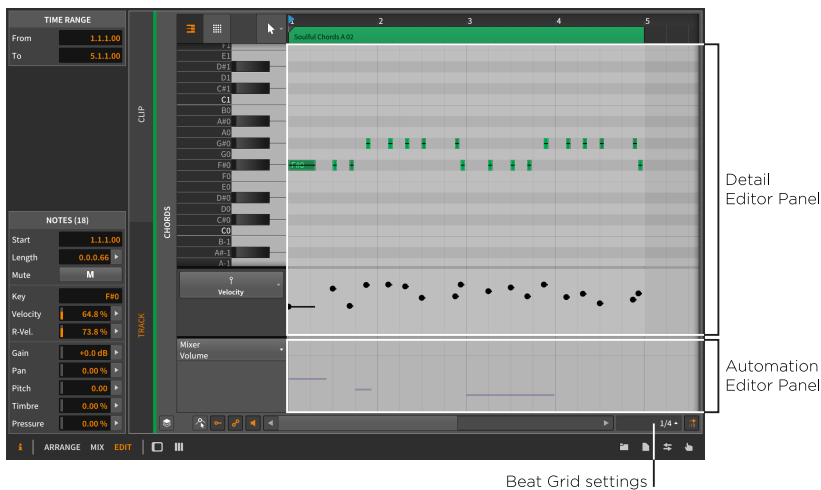 TIME RANGE
From 1.1.1.00
To 5.1.1.00
CLIP
TRACK
CHORDS
1 2 3 4 5
Soulful Chords A 02
F1
E1
D#1
D1
C#1
C1
B0
A#0
A0
G#0
G0
F#0
F0
E0
D#0
D0
C#0
C0
B-1
A#-1
A-1
F#0
Velocity
Mixer
Volume
NOTES (18)
Start 1.1.1.00
Length 0.0.0.66
Mute M
Key F#0
Velocity 64.8 %
R-Vel. 73.8 %
Gain +0.0 dB
Pan 0.00 %
Pitch 0.00
Timbre 0.00 %
Pressure 0.00 %
1/4
i ARRANGE MIX EDIT
Detail
Editor Panel
Automation
Editor Panel
Beat Grid settings